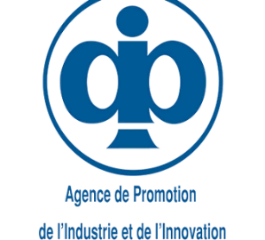 Agence de Promotion
de l'Industrie et de l'Innovation